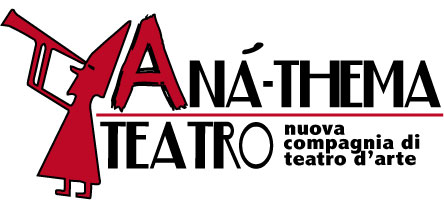 ANÁ-THEMA
TEATRO
nuova
compagnia di
teatro d'arte